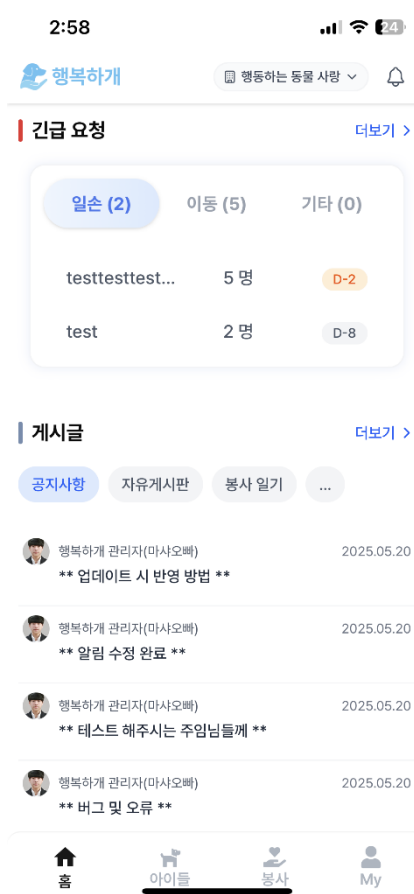 2:58
24
행복하개
행동하는 동물 사랑
긴급 요청
더보기 >
일손 (2)
이동 (5)
기타 (0)
testtesttest... 5 명 D-2
test 2 명 D-8
게시글
더보기 >
공지사항
자유게시판
봉사 일기
...
행복하개 관리자(마샤오빠) 2025.05.20
** 업데이트 시 반영 방법 **
행복하개 관리자(마샤오빠) 2025.05.20
** 알림 수정 완료 **
행복하개 관리자(마샤오빠) 2025.05.20
** 테스트 해주시는 주임님들께 **
행복하개 관리자(마샤오빠) 2025.05.20
** 버그 및 오류 **
홈
아이들
봉사
My